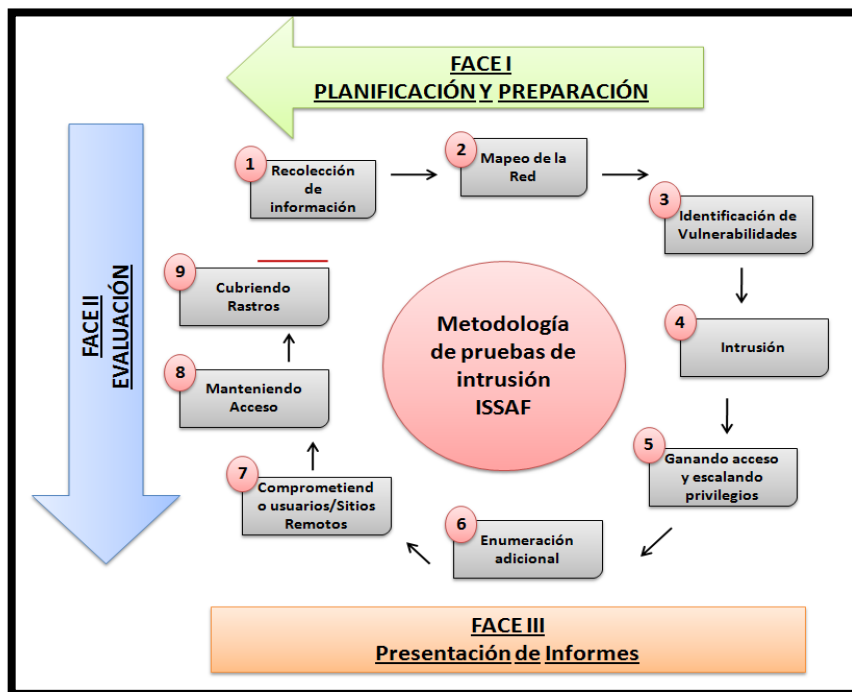 FACE I
PLANIFICACIÓN Y PREPARACIÓN
FACE II
EVALUACIÓN
1
Recolección
de
información
2
Mapeo de la
Red
3
Identificación de
Vulnerabilidades
4
Intrusión
5
Ganando acceso
y escalando
privilegios
6
Enumeración
adicional
7
Comprometiend
o usuarios/Sitios
Remotos
8
Manteniendo
Acceso
9
Cubriendo
Rastros
Metodología
de pruebas de
intrusión
ISSAF
FACE III
Presentación de Informes